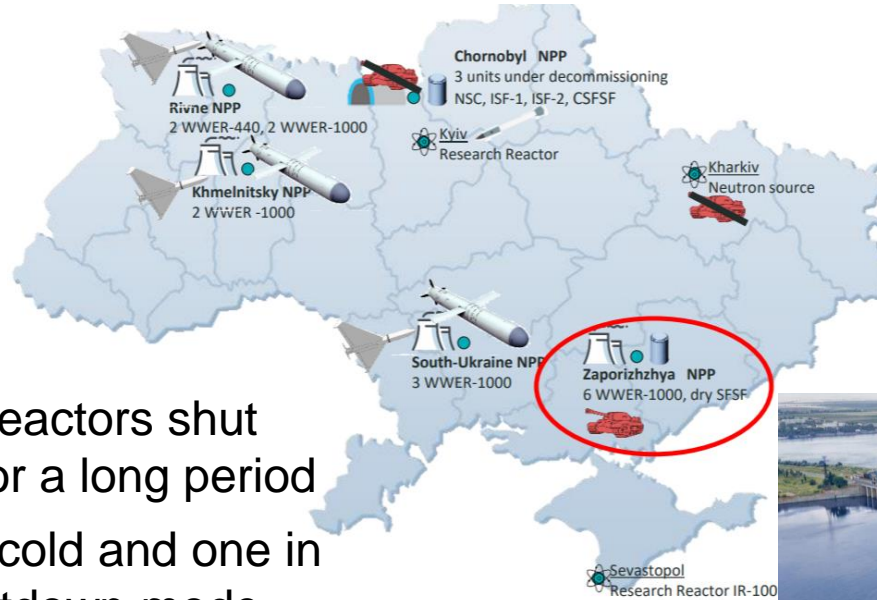 Chornobyl NPP
3 units under decommissioning
NSC, ISF-1, ISF-2, CSFSF
Rivne NPP
2 WWER-440, 2 WWER-1000
Kyiv
Research Reactor
Kharkiv
Neutron source
Khmelnitsky NPP
2 WWER -1000
South-Ukraine NPP
3 WWER-1000
Zaporizhzhya NPP
6 WWER-1000, dry SFSF
eactors shut
or a long period
cold and one in
tdown mode
Sevastopol
Research Reactor IR-100